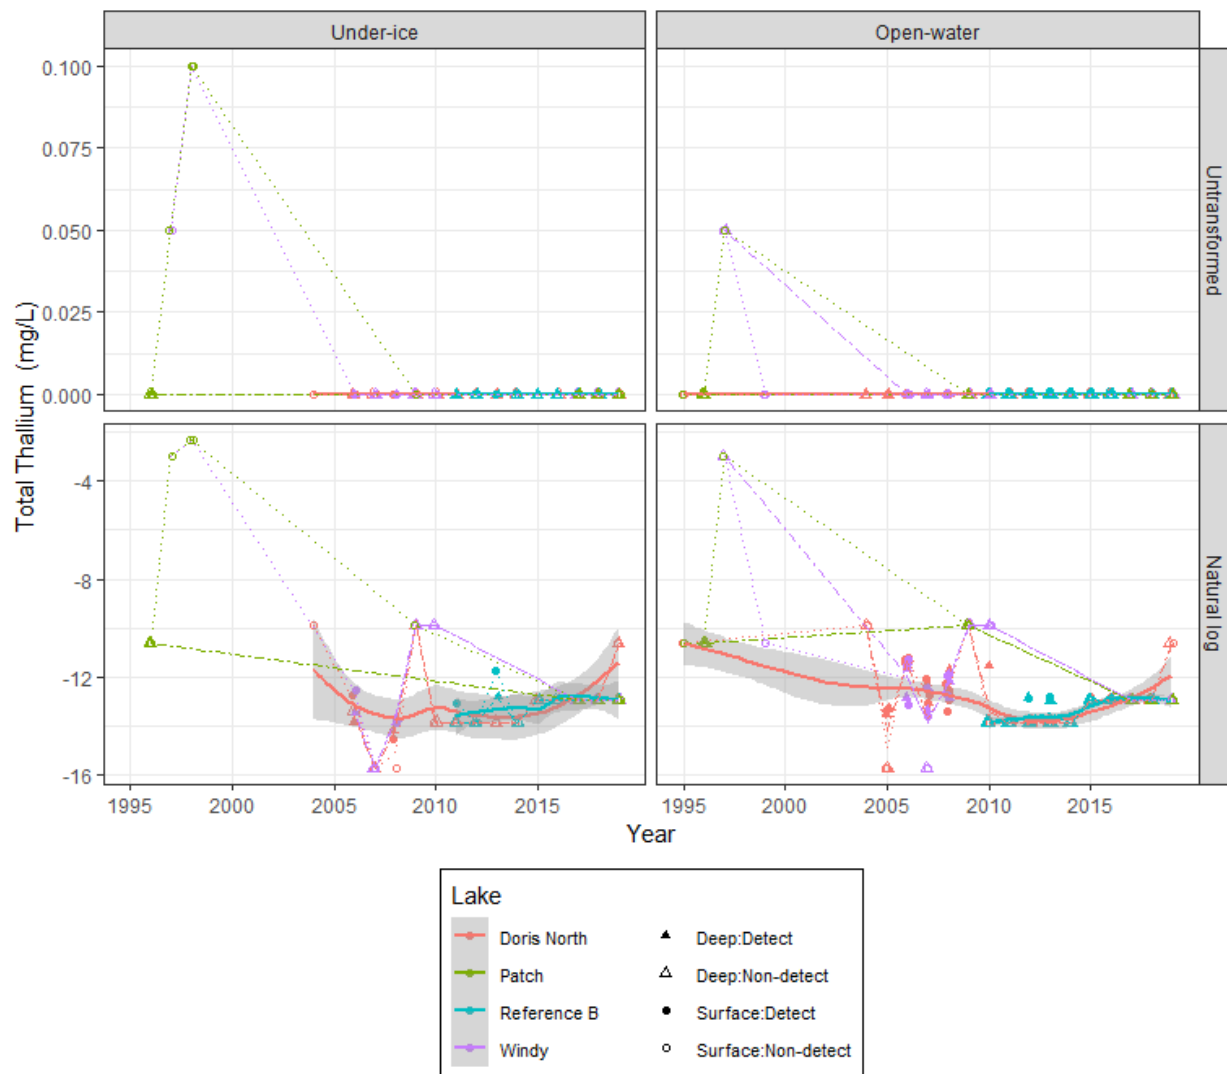 Under-ice
Open-water
0.100
0.075
0.050
0.025
0.000
Untransformed
Total Thallium (mg/L)
-4
-8
-12
-16
Natural log
1995 2000 2005 2010 2015
1995 2000 2005 2010 2015
Year
Lake
Doris North
Patch
Reference B
Windy
Deep:Detect
Deep:Non-detect
Surface:Detect
Surface:Non-detect